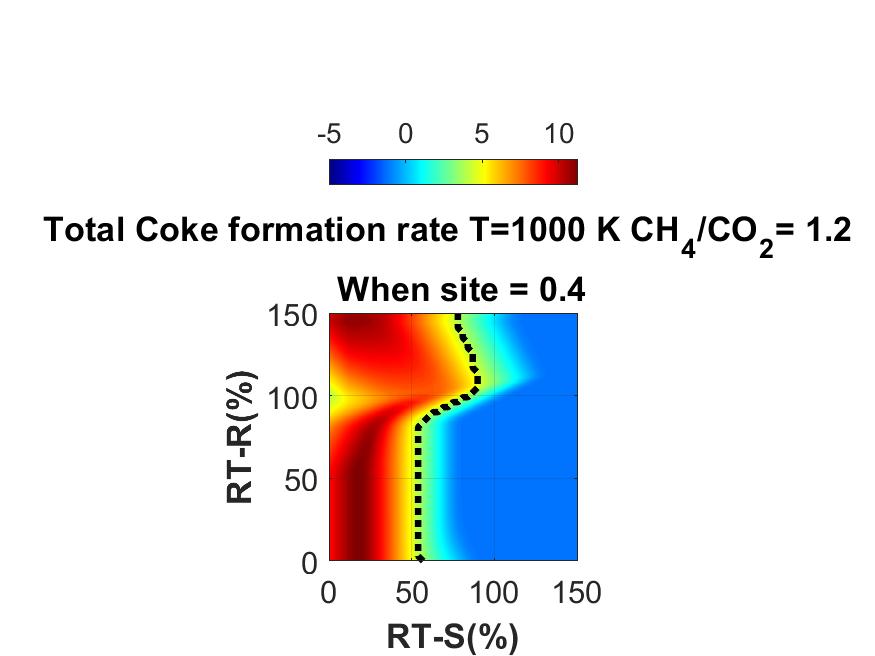 -5 0 5 10
Total Coke formation rate T=1000 K CH4/CO2= 1.2
When site = 0.4
150
100
50
0
RT-R(%)
0 50 100 150
RT-S(%)